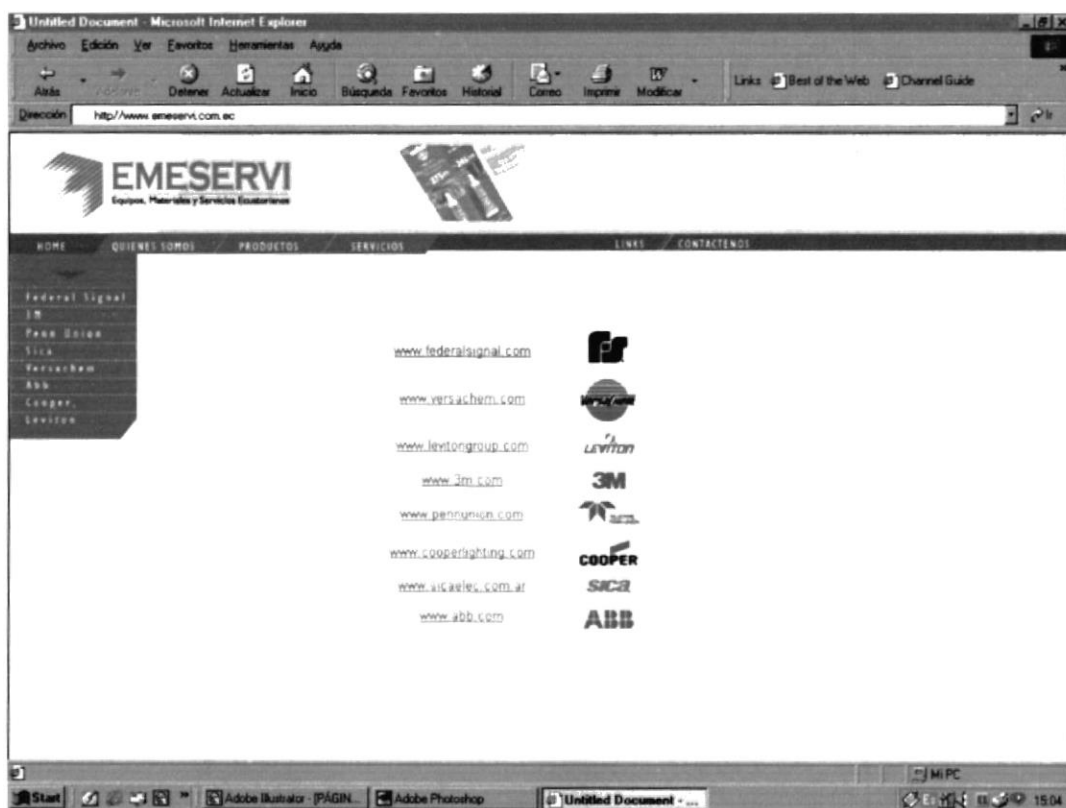 Untitled Document - Microsoft Internet Explorer
Archivo Edición Ver Favoritos Herramientas Ayuda
Atrás Adelante Detener Actualizar Inicio Búsqueda Favoritos Historial Correo Imprimir Modificar Links Best of the Web Channel Guide
Dirección http//www.emeservi.com.ec Ir
EMESERVI
Equipos, Materiales y Servicios Ecuatorianos
HOME QUIENES SOMOS PRODUCTOS SERVICIOS LINKS CONTACTENOS
Federal Signal
3M
Penn Union
Sica
Versachem
Abb
Cooper,
Leviton
www.federalsignal.com
www.versachem.com
www.levitongroup.com LEVITON
www.3m.com 3M
www.pennunion.com
www.cooperlighting.com COOPER
www.sicaelec.com.ar sica
www.abb.com ABB
Mi PC
Start Adobe Illustrator - [PÁGIN... Adobe Photoshop Untitled Document - ... 15:04